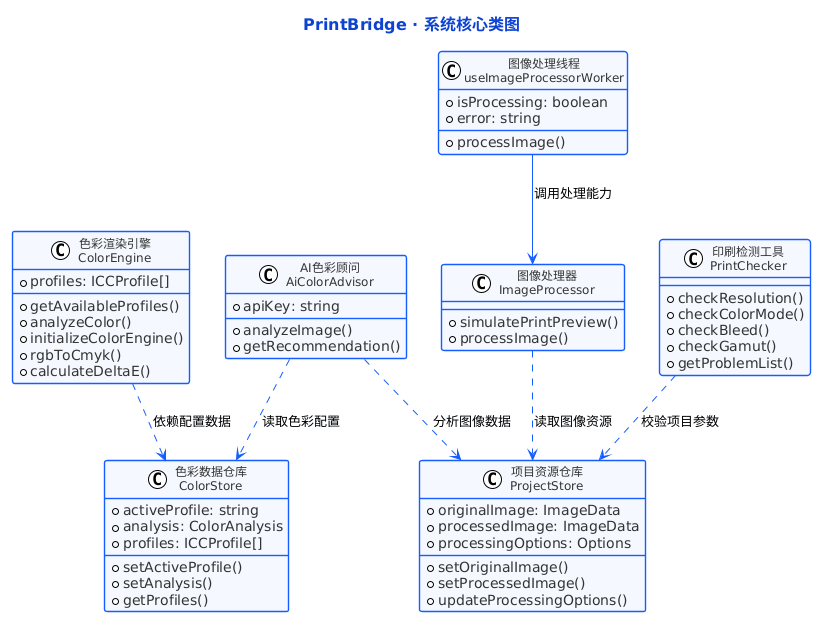 PrintBridge · 系统核心类图
C
图像处理线程
useImageProcessorWorker
isProcessing: boolean
error: string
processImage()
调用处理能力
C
色彩渲染引擎
ColorEngine
profiles: ICCProfile[]
getAvailableProfiles()
analyzeColor()
initializeColorEngine()
rgbToCmyk()
calculateDeltaE()
C
AI色彩顾问
AiColorAdvisor
apiKey: string
analyzeImage()
getRecommendation()
C
图像处理器
ImageProcessor
simulatePrintPreview()
processImage()
C
印刷检测工具
PrintChecker
checkResolution()
checkColorMode()
checkBleed()
checkGamut()
getProblemList()
依赖配置数据
读取色彩配置
分析图像数据
读取图像资源
校验项目参数
C
色彩数据仓库
ColorStore
activeProfile: string
analysis: ColorAnalysis
profiles: ICCProfile[]
setActiveProfile()
setAnalysis()
getProfiles()
C
项目资源仓库
ProjectStore
originalImage: ImageData
processedImage: ImageData
processingOptions: Options
setOriginalImage()
setProcessedImage()
updateProcessingOptions()